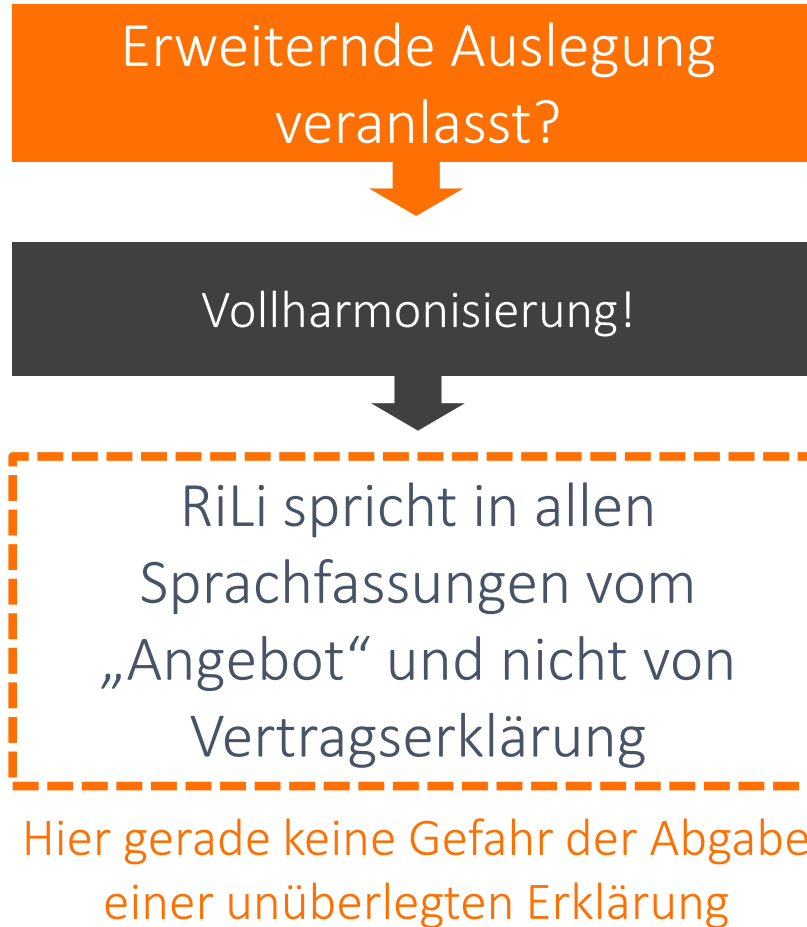 Erweiternde Auslegung
veranlasst?
Vollharmonisierung!
RiLi spricht in allen
Sprachfassungen vom
„Angebot“ und nicht von
Vertragserklärung
Hier gerade keine Gefahr der Abgabe
einer unüberlegten Erklärung